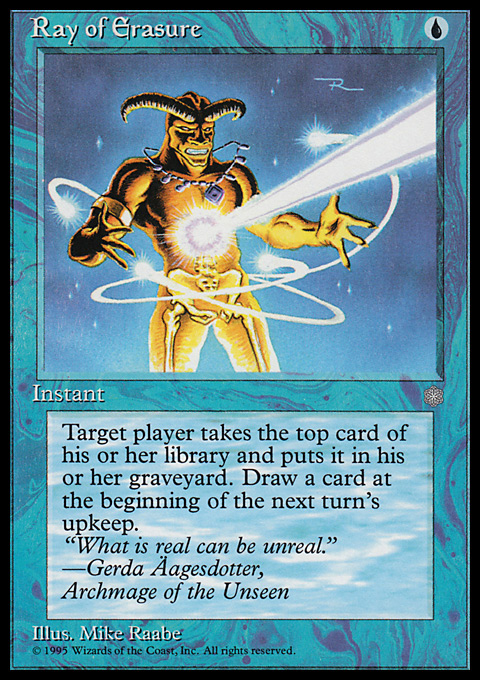 Ray of Erasure
R
Instant
Target player takes the top card of
his or her library and puts it in his
or her graveyard. Draw a card at
the beginning of the next turn's
upkeep.
“What is real can be unreal.”
—Gerda Äagesdotter,
Archmage of the Unseen
Illus. Mike Raabe
© 1995 Wizards of the Coast, Inc. All rights reserved.